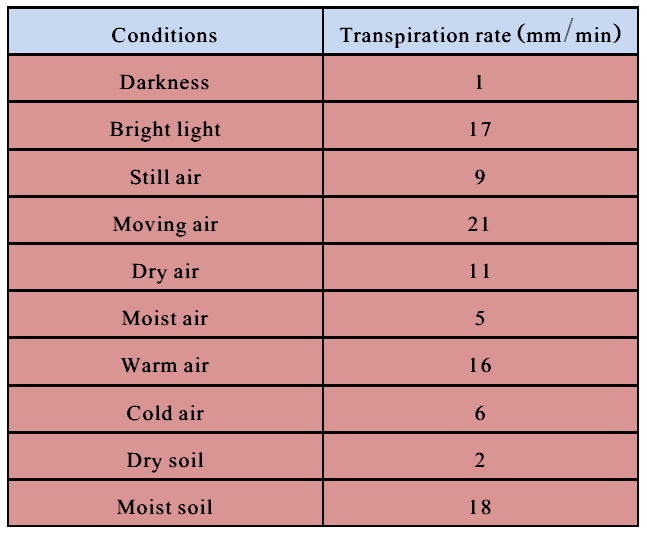 Conditions Transpiration rate (mm/min)
Darkness 1
Bright light 17
Still air 9
Moving air 21
Dry air 11
Moist air 5
Warm air 16
Cold air 6
Dry soil 2
Moist soil 18